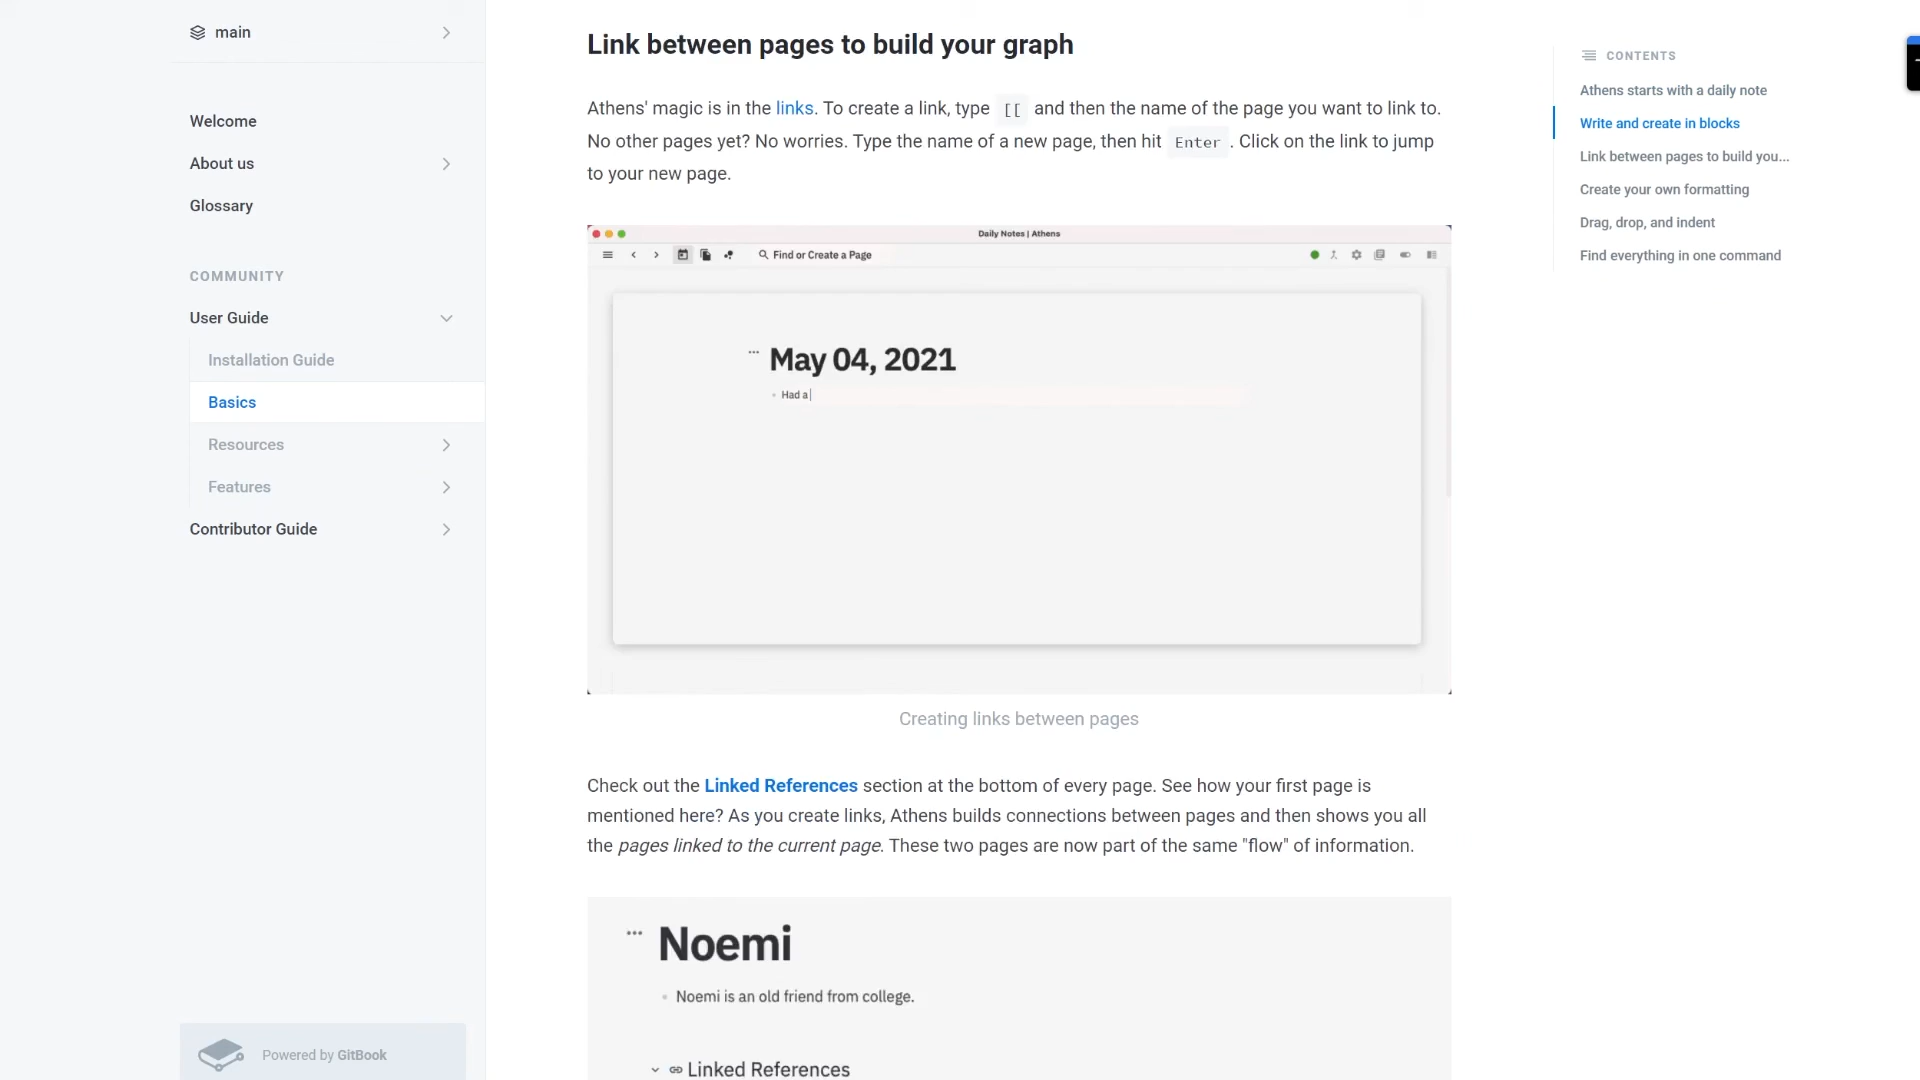 main
Welcome
About us
Glossary
COMMUNITY
User Guide
Installation Guide
Basics
Resources
Features
Contributor Guide
Powered by GitBook
Link between pages to build your graph
Athens' magic is in the links. To create a link, type [[ and then the name of the page you want to link to.
No other pages yet? No worries. Type the name of a new page, then hit Enter. Click on the link to jump
to your new page.
Daily Notes | Athens
Find or Create a Page
May 04, 2021
Had a
Creating links between pages
Check out the Linked References section at the bottom of every page. See how your first page is
mentioned here? As you create links, Athens builds connections between pages and then shows you all
the pages linked to the current page. These two pages are now part of the same "flow" of information.
Noemi
Noemi is an old friend from college.
Linked References
CONTENTS
Athens starts with a daily note
Write and create in blocks
Link between pages to build you...
Create your own formatting
Drag, drop, and indent
Find everything in one command